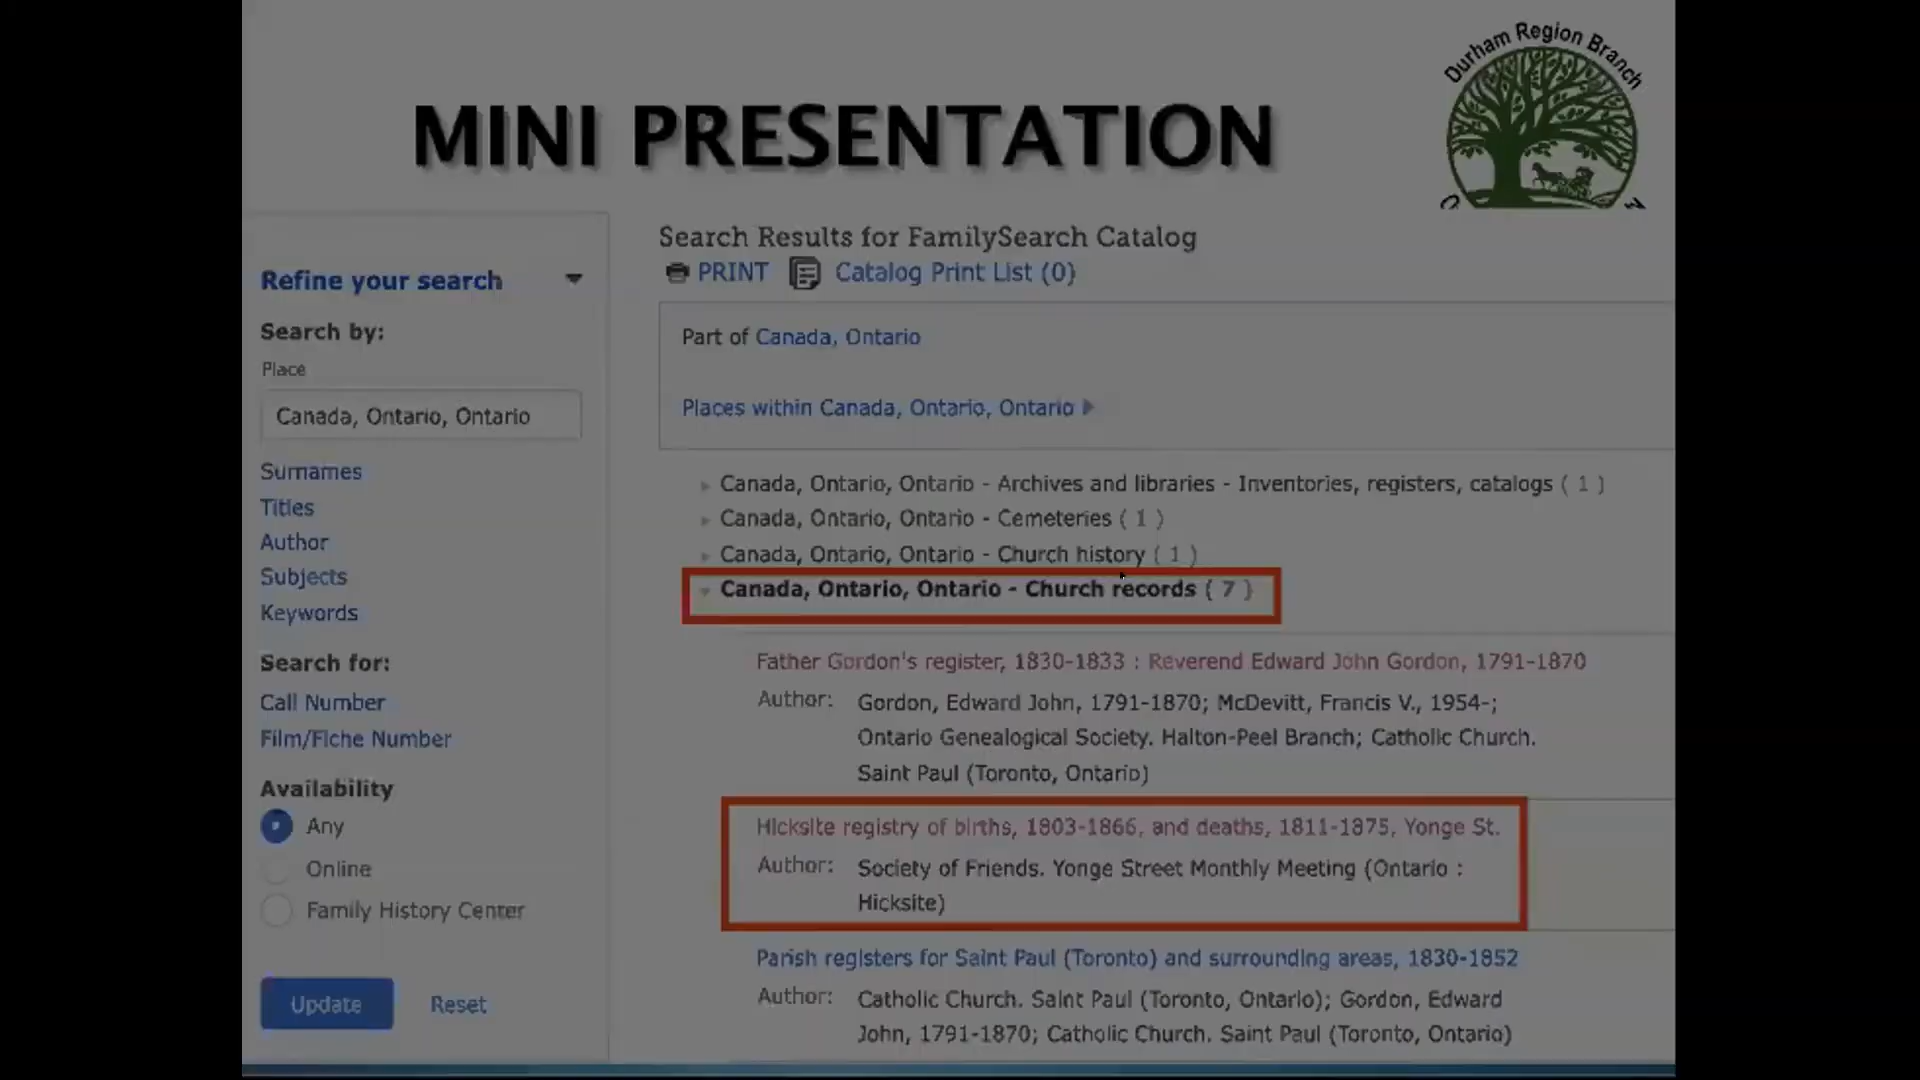 Durham Region Branch
MINI PRESENTATION
Search Results for FamilySearch Catalog
PRINT Catalog Print List (0)
Refine your search
Search by:
Place
Canada, Ontario, Ontario
Surnames
Titles
Author
Subjects
Keywords
Search for:
Call Number
Film/Fiche Number
Availability
Any
Online
Family History Center
Update Reset
Part of Canada, Ontario
Places within Canada, Ontario, Ontario
Canada, Ontario, Ontario - Archives and libraries - Inventories, registers, catalogs ( 1 )
Canada, Ontario, Ontario - Cemeteries ( 1 )
Canada, Ontario, Ontario - Church history ( 1 )
Canada, Ontario, Ontario - Church records ( 7 )
Father Gordon's register, 1830-1833 : Reverend Edward John Gordon, 1791-1870
Author: Gordon, Edward John, 1791-1870; McDevitt, Francis V., 1954-;
Ontario Genealogical Society. Halton-Peel Branch; Catholic Church.
Saint Paul (Toronto, Ontario)
Hicksite registry of births, 1803-1866, and deaths, 1811-1875, Yonge St.
Author: Society of Friends. Yonge Street Monthly Meeting (Ontario :
Hicksite)
Parish registers for Saint Paul (Toronto) and surrounding areas, 1830-1852
Author: Catholic Church. Saint Paul (Toronto, Ontario); Gordon, Edward
John, 1791-1870; Catholic Church. Saint Paul (Toronto, Ontario)